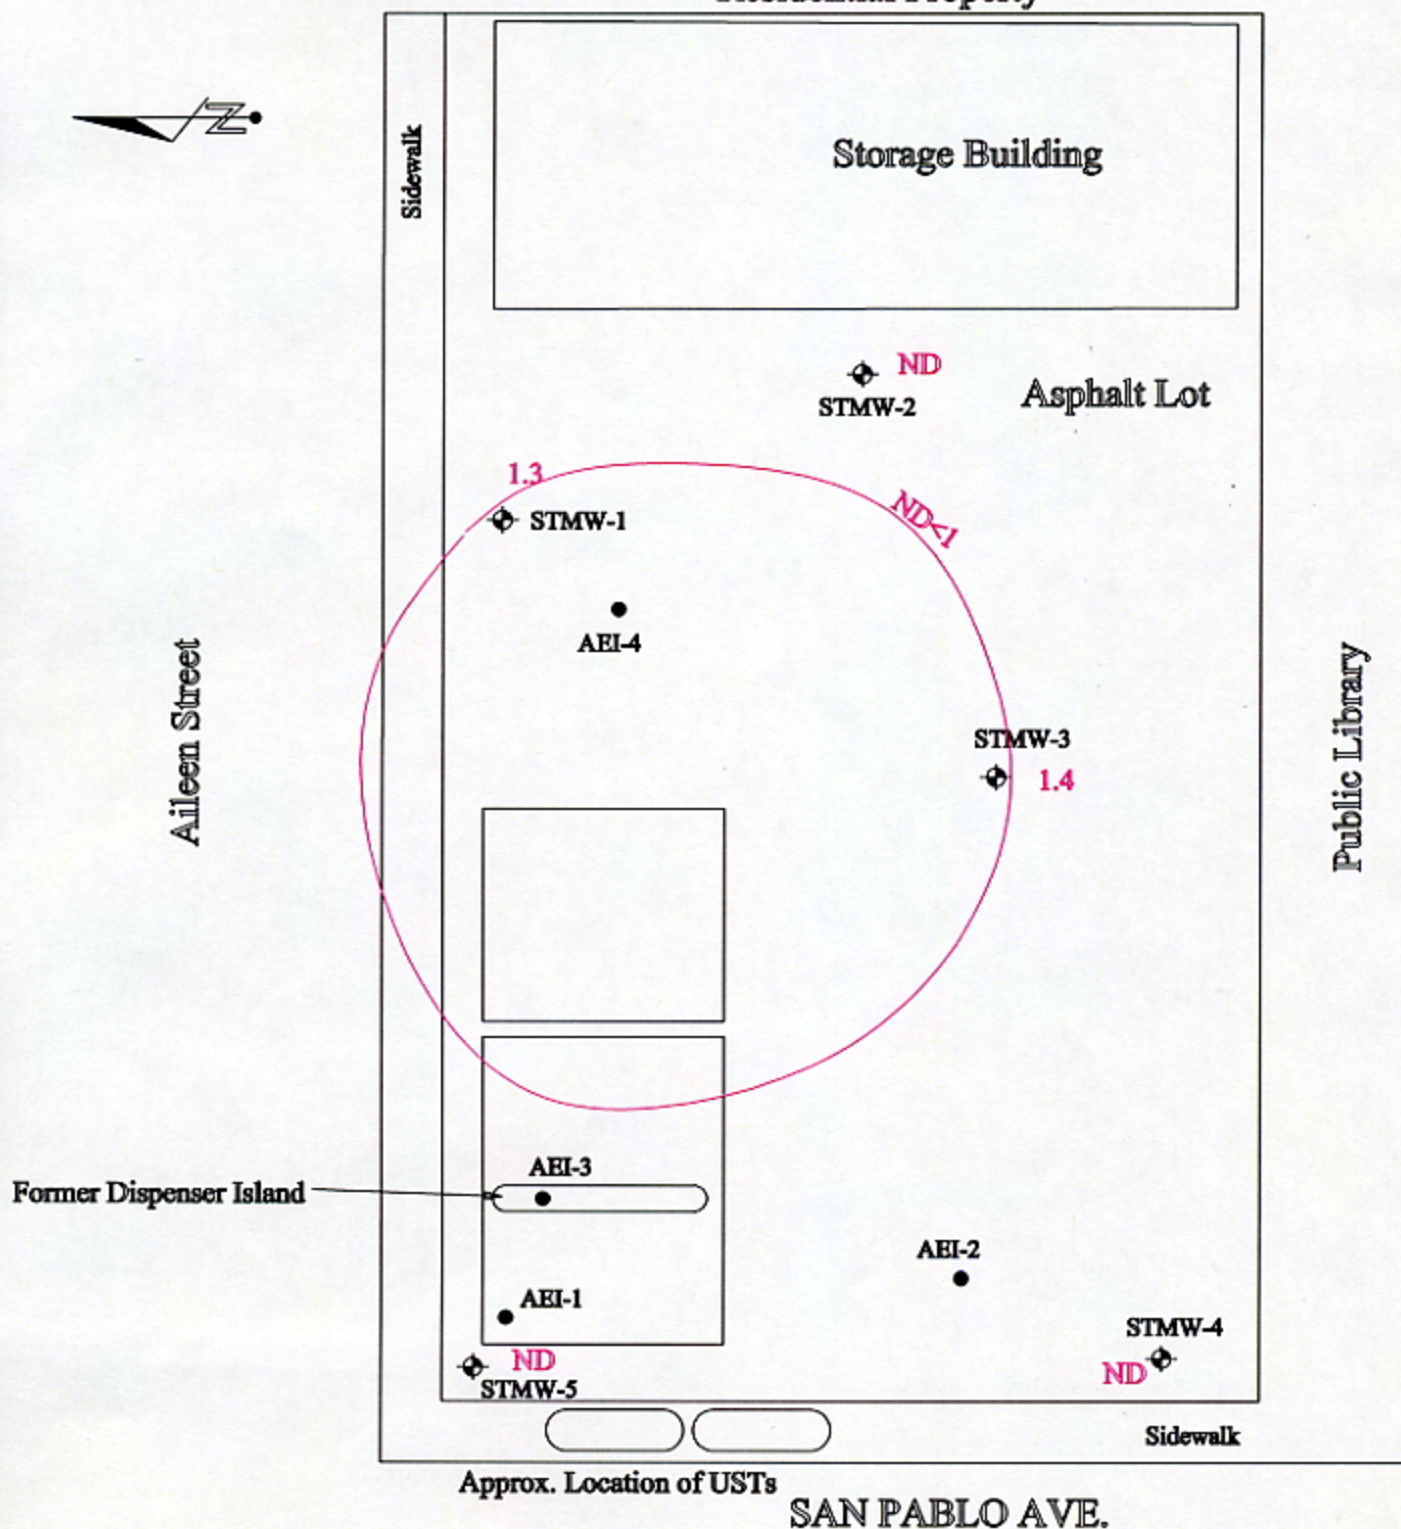 Residential Property
N
Sidewalk
Storage Building
ND
STMW-2
Asphalt Lot
1.3
STMW-1
ND<1
AEI-4
Aileen Street
STMW-3
1.4
Public Library
AEI-3
Former Dispenser Island
AEI-2
AEI-1
STMW-4
ND
ND
STMW-5
Sidewalk
Approx. Location of USTs
SAN PABLO AVE.